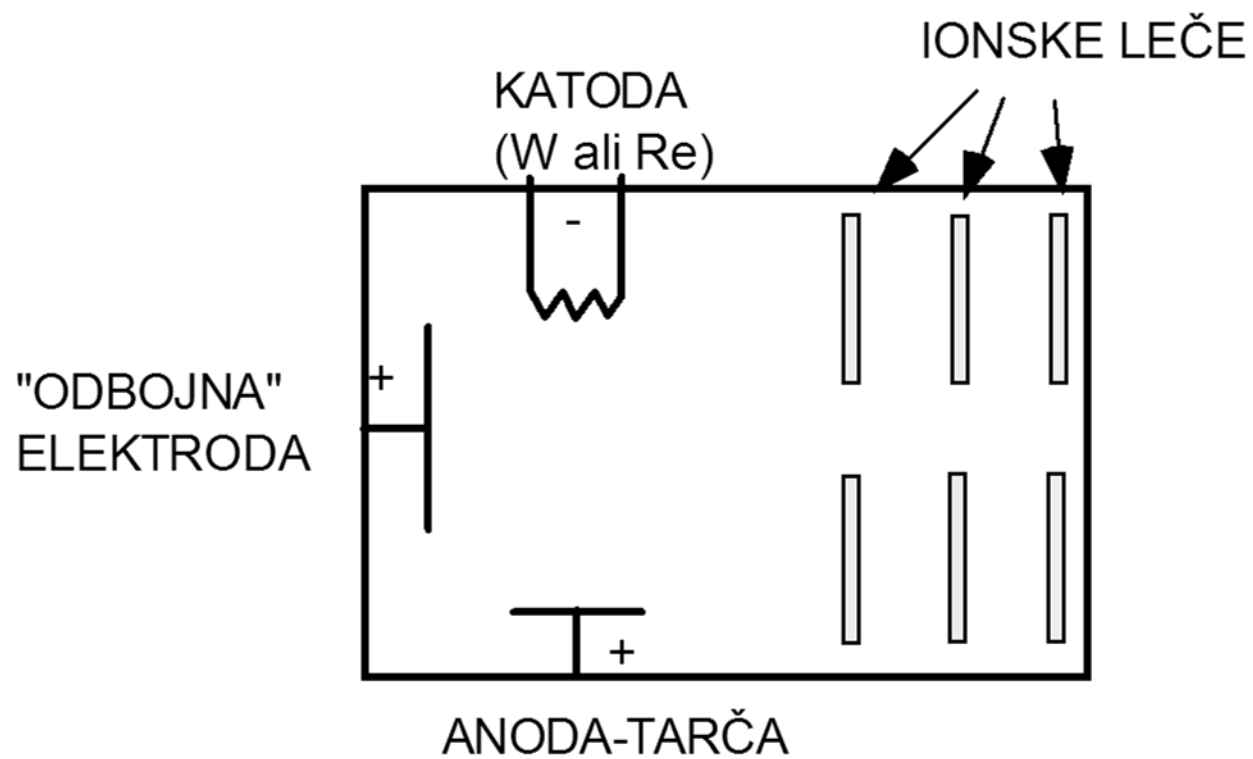 IONSKE LEČE
KATODA
(W ali Re)
-
"ODBOJNA"
ELEKTRODA
+
+
ANODA-TARČA